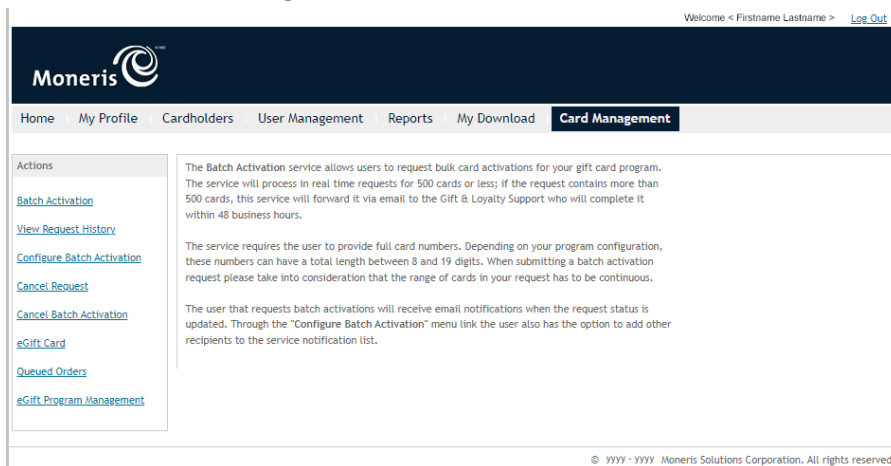 Welcome < Firstname Lastname > Log Out
Moneris
Home My Profile Cardholders User Management Reports My Download Card Management
Actions
Batch Activation
View Request History
Configure Batch Activation
Cancel Request
Cancel Batch Activation
eGift Card
Queued Orders
eGift Program Management
The Batch Activation service allows users to request bulk card activations for your gift card program.
The service will process in real time requests for 500 cards or less; if the request contains more than
500 cards, this service will forward it via email to the Gift & Loyalty Support who will complete it
within 48 business hours.
The service requires the user to provide full card numbers. Depending on your program configuration,
these numbers can have a total length between 8 and 19 digits. When submitting a batch activation
request please take into consideration that the range of cards in your request has to be continuous.
The user that requests batch activations will receive email notifications when the request status is
updated. Through the "Configure Batch Activation" menu link the user also has the option to add other
recipients to the service notification list.
© yyyy - yyyy Moneris Solutions Corporation. All rights reserved